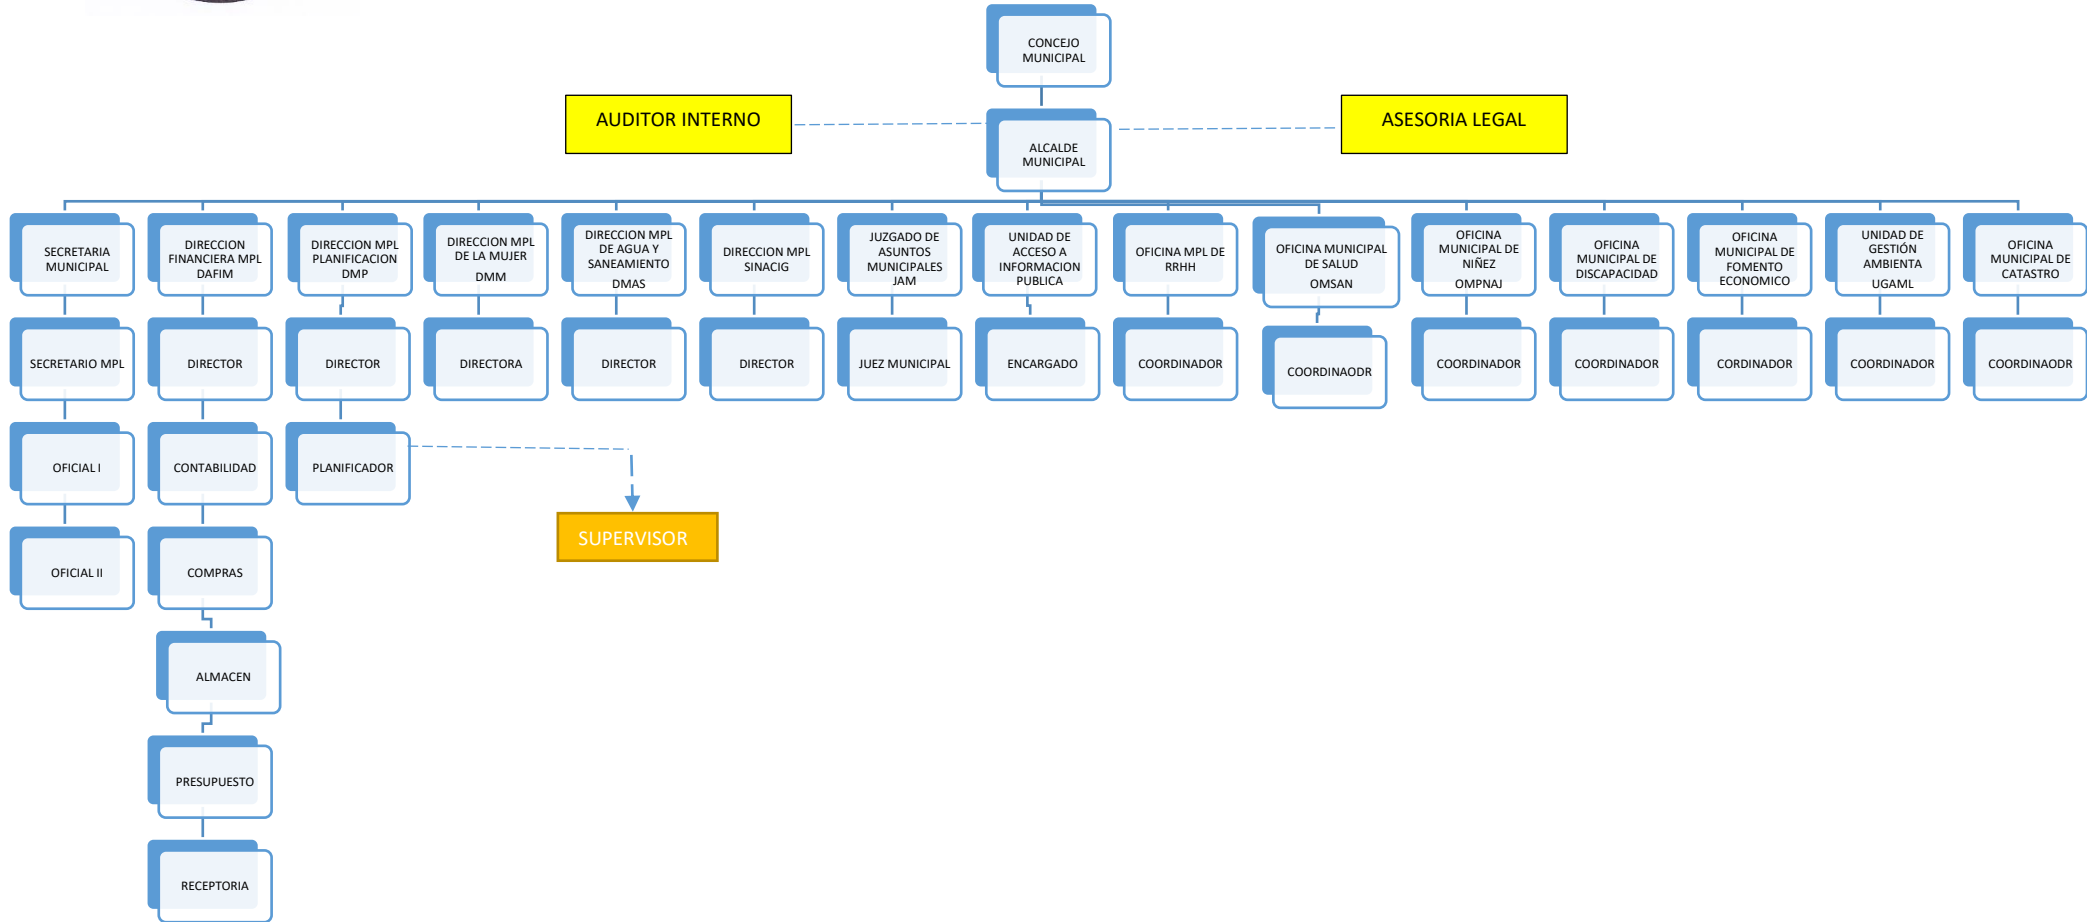 CONCEJO
MUNICIPAL
AUDITOR INTERNO
ALCALDE
MUNICIPAL
ASESORIA LEGAL
SECRETARIA
MUNICIPAL
DIRECCION
FINANCIERA MPL
DAFIM
DIRECCION MPL
PLANIFICACION
DMP
DIRECCION MPL
DE LA MUJER
DMM
DIRECCION MPL
DE AGUA Y
SANEAMIENTO
DMAS
DIRECCION MPL
SINACIG
JUZGADO DE
ASUNTOS
MUNICIPALES
JAM
UNIDAD DE
ACCESO A
INFORMACION
PUBLICA
OFICINA MPL DE
RRHH
OFICINA MUNICIPAL
DE SALUD
OMSAN
OFICINA
MUNICIPAL DE
NIÑEZ
OMPNAJ
OFICINA
MUNICIPAL DE
DISCAPACIDAD
OFICINA
MUNICIPAL DE
FOMENTO
ECONOMICO
UNIDAD DE
GESTIÓN
AMBIENTA
UGAML
OFICINA
MUNICIPAL DE
CATASTRO
SECRETARIO MPL
DIRECTOR
DIRECTOR
DIRECTORA
DIRECTOR
DIRECTOR
JUEZ MUNICIPAL
ENCARGADO
COORDINADOR
COORDINAODR
COORDINADOR
COORDINADOR
CORDINADOR
COORDINADOR
COORDINAODR
OFICIAL I
CONTABILIDAD
PLANIFICADOR
SUPERVISOR
OFICIAL II
COMPRAS
ALMACEN
PRESUPUESTO
RECEPTORIA